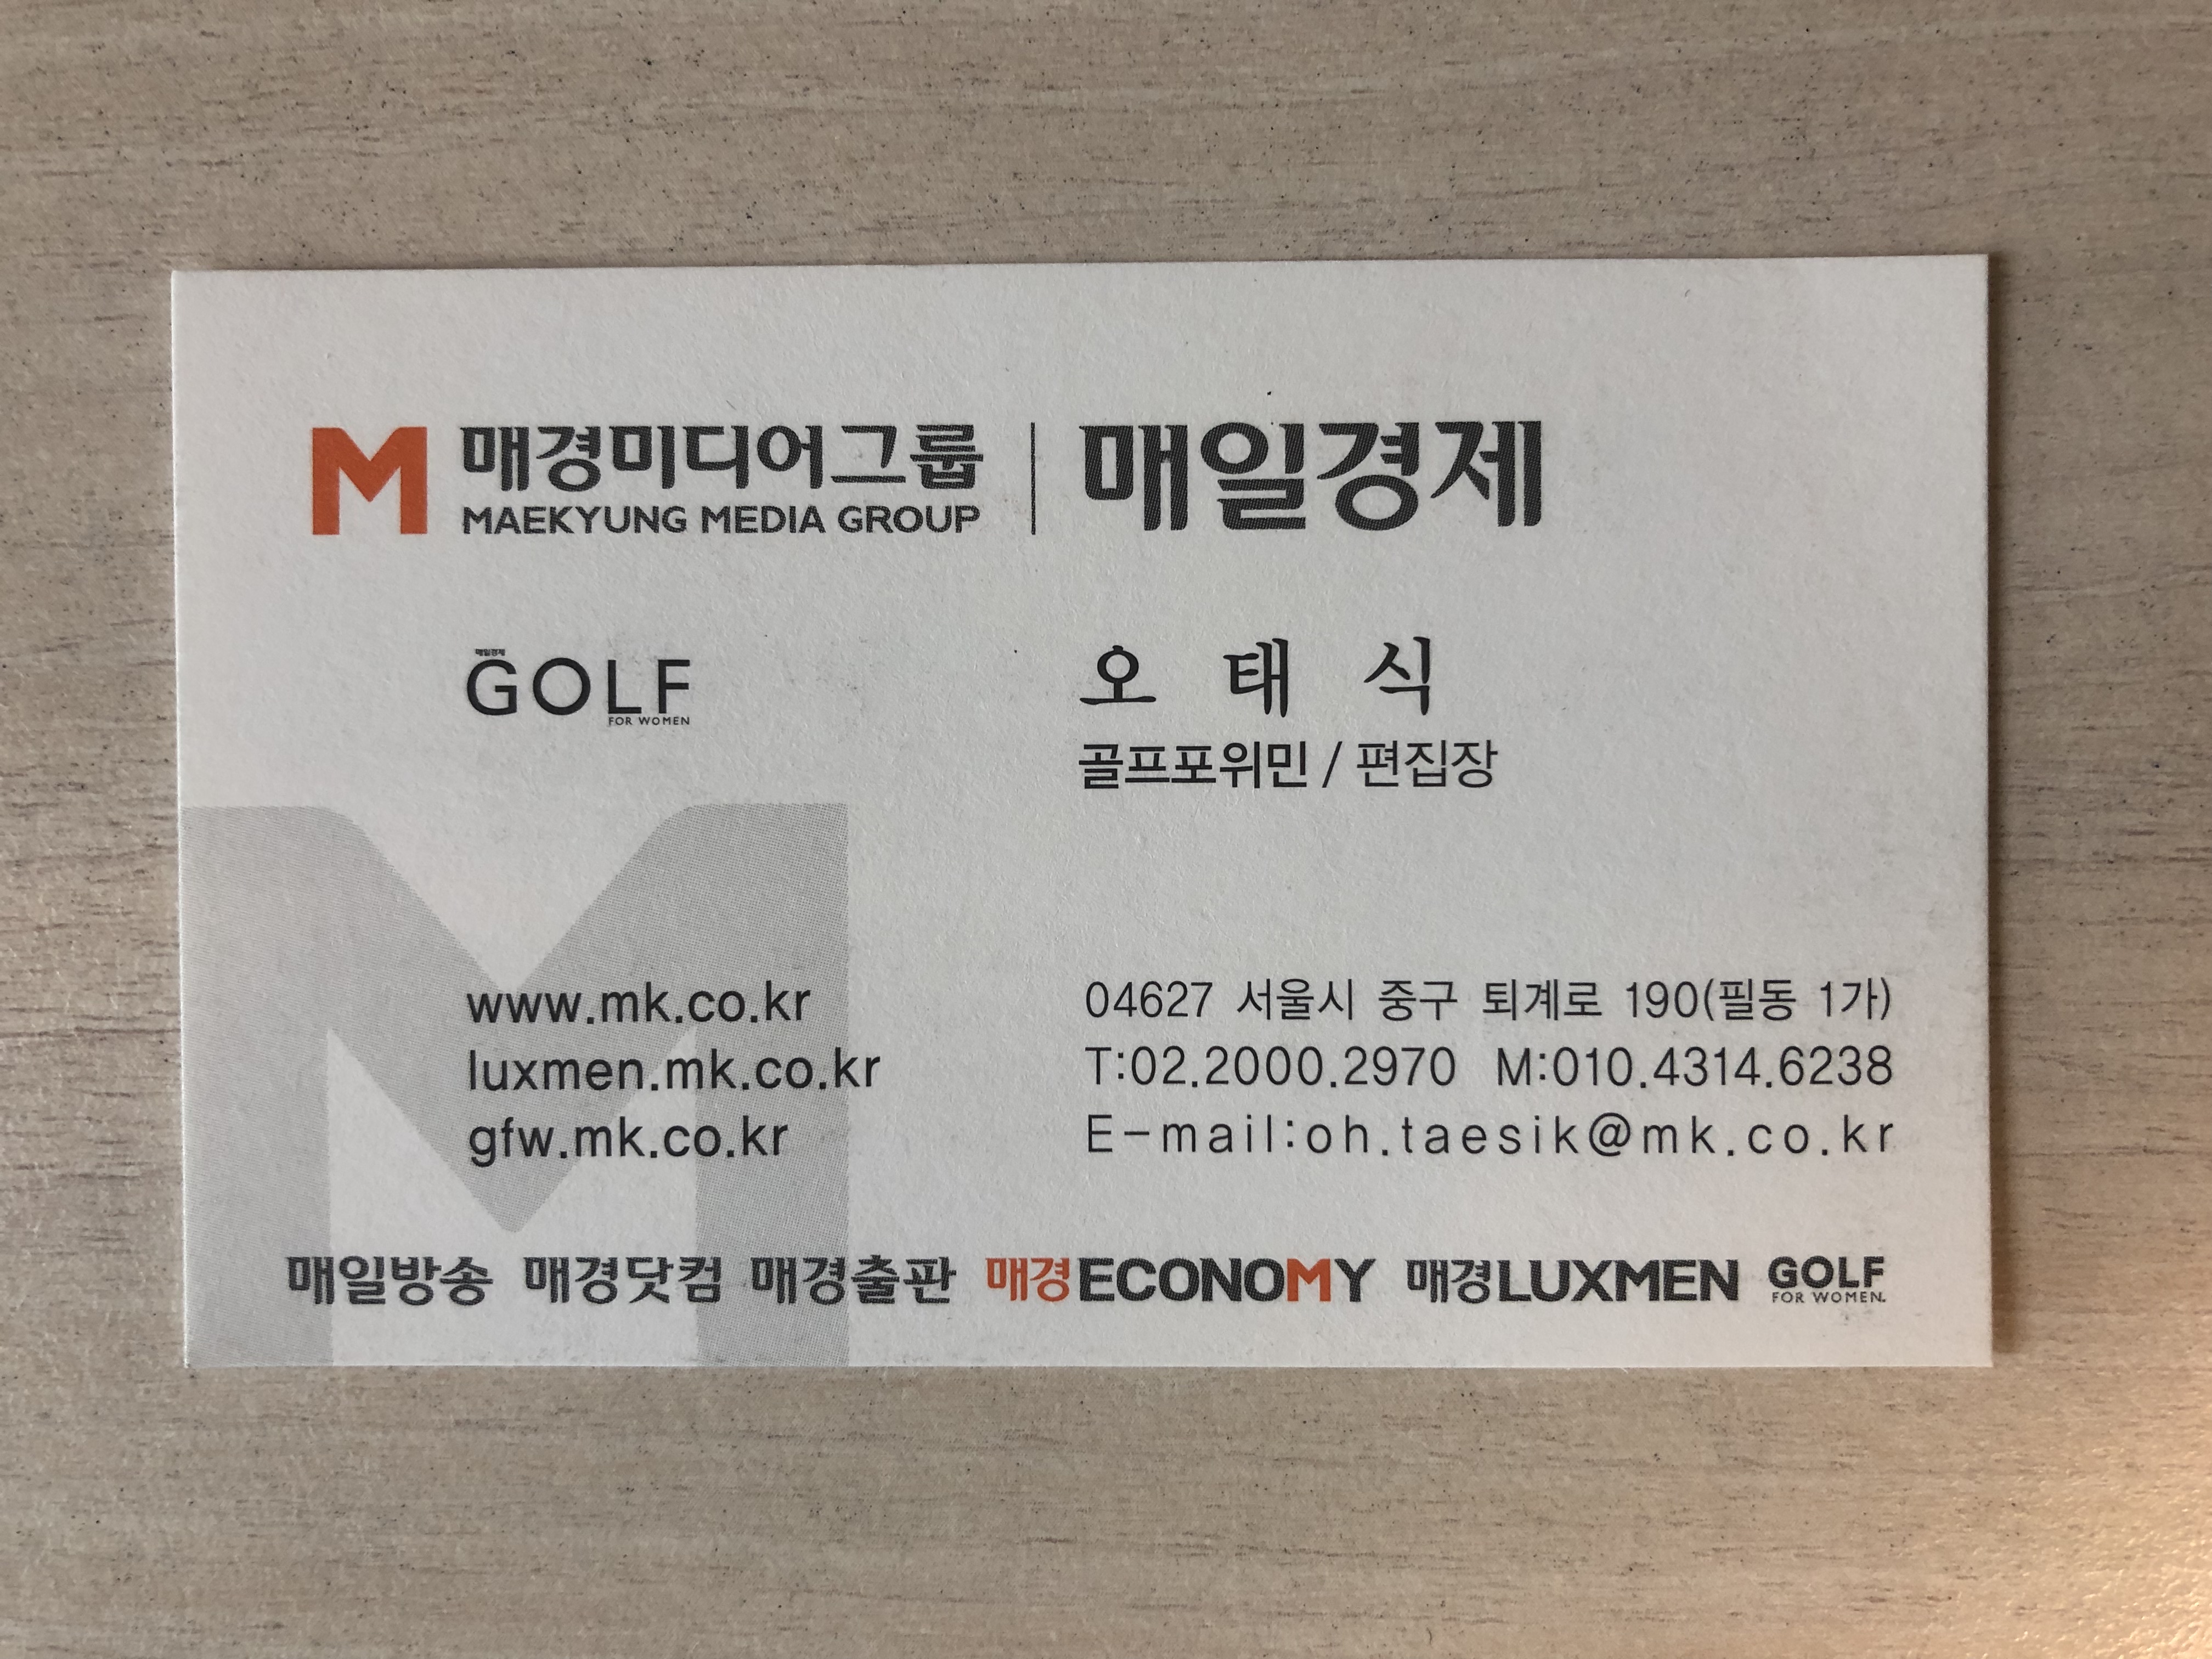 M 매경미디어그룹 | 매일경제
MAEKYUNG MEDIA GROUP
매일경제
GOLF
FOR WOMEN
오 태 식
골프포위민 / 편집장
www.mk.co.kr
luxmen.mk.co.kr
gfw.mk.co.kr
04627 서울시 중구 퇴계로 190(필동 1가)
T:02.2000.2970 M:010.4314.6238
E-mail:oh.taesik@mk.co.kr
매일방송 매경닷컴 매경출판 매경ECONOMY 매경LUXMEN GOLF
FOR WOMEN.